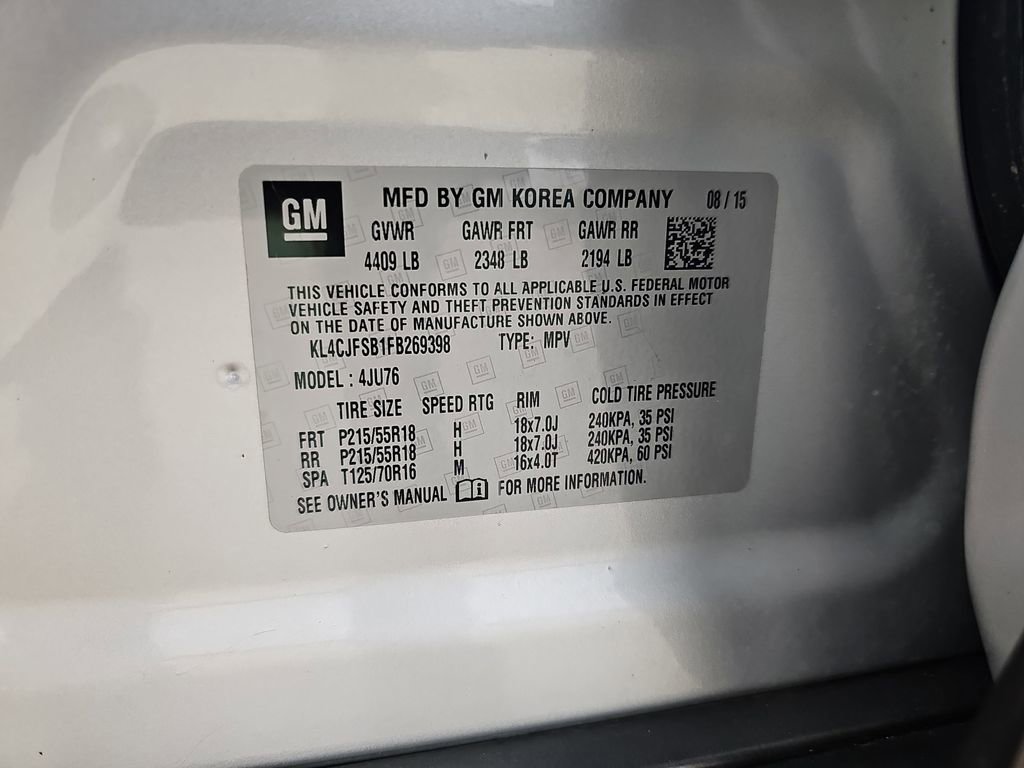 GM MFD BY GM KOREA COMPANY 08 / 15
GVWR GAWR FRT GAWR RR
4409 LB 2348 LB 2194 LB
THIS VEHICLE CONFORMS TO ALL APPLICABLE U.S. FEDERAL MOTOR
VEHICLE SAFETY AND THEFT PREVENTION STANDARDS IN EFFECT
ON THE DATE OF MANUFACTURE SHOWN ABOVE.
KL4CJFSB1FB269398 TYPE: MPV
MODEL : 4JU76
TIRE SIZE SPEED RTG RIM COLD TIRE PRESSURE
FRT P215/55R18 H 18x7.0J 240KPA, 35 PSI
RR P215/55R18 H 18x7.0J 240KPA, 35 PSI
SPA T125/70R16 M 16x4.0T 420KPA, 60 PSI
SEE OWNER'S MANUAL FOR MORE INFORMATION.